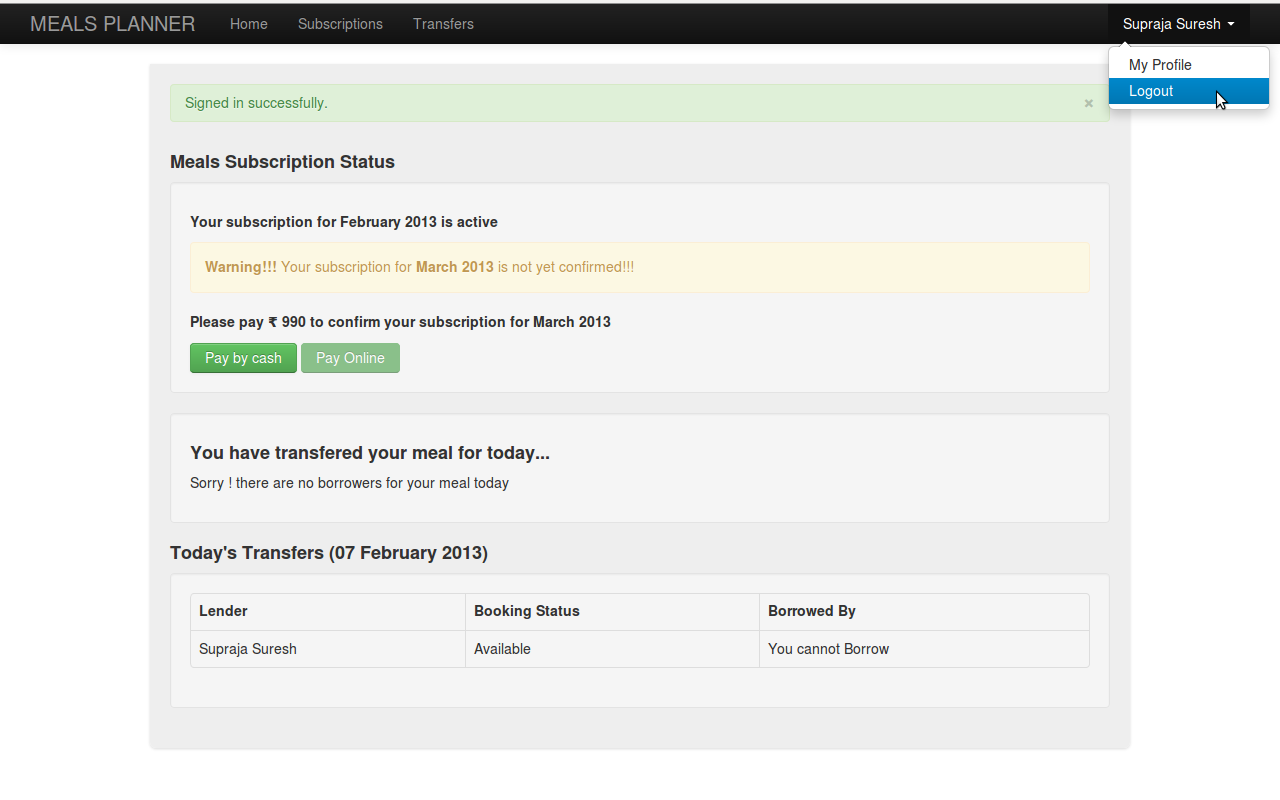 MEALS PLANNER Home Subscriptions Transfers Supraja Suresh
My Profile
Logout
Signed in successfully. ×
Meals Subscription Status
Your subscription for February 2013 is active
Warning!!! Your subscription for March 2013 is not yet confirmed!!!
Please pay ₹ 990 to confirm your subscription for March 2013
Pay by cash Pay Online
You have transfered your meal for today...
Sorry ! there are no borrowers for your meal today
Today's Transfers (07 February 2013)
Lender Booking Status Borrowed By
Supraja Suresh Available You cannot Borrow